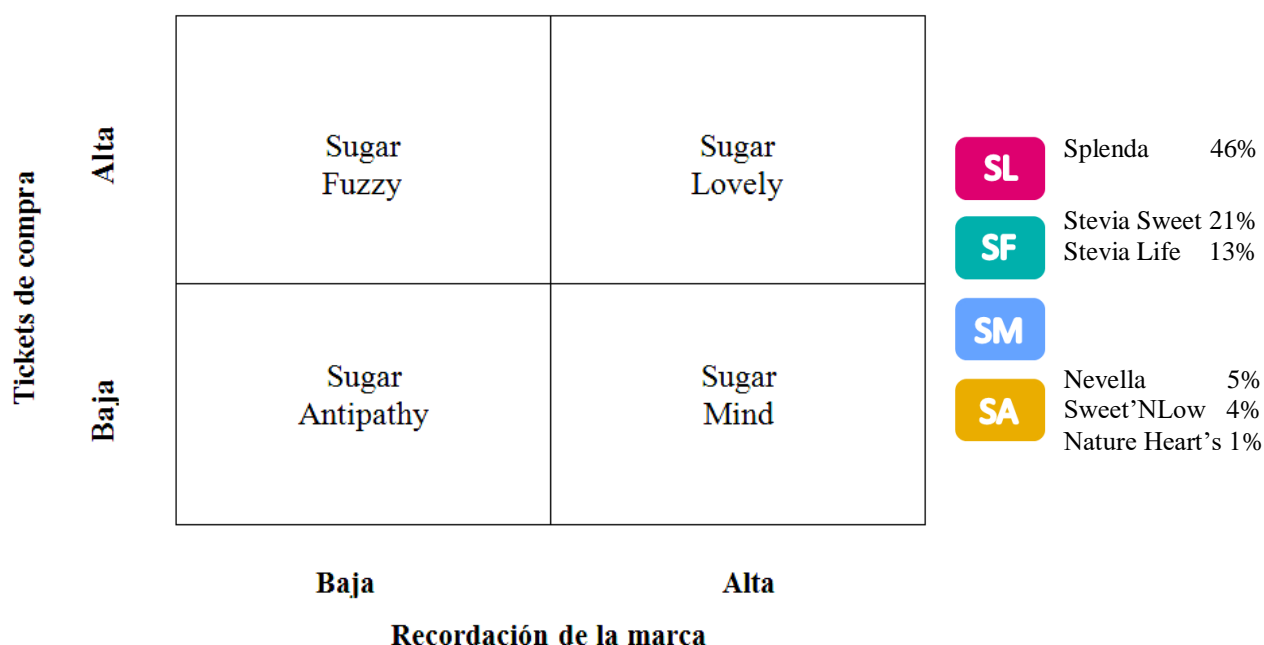 Tickets de compra
Alta
Baja
Sugar
Fuzzy
Sugar
Lovely
Sugar
Antipathy
Sugar
Mind
Baja
Alta
Recordación de la marca
SL
Splenda 46%
SF
Stevia Sweet 21%
Stevia Life 13%
SM
SA
Nevella 5%
Sweet’NLow 4%
Nature Heart’s 1%